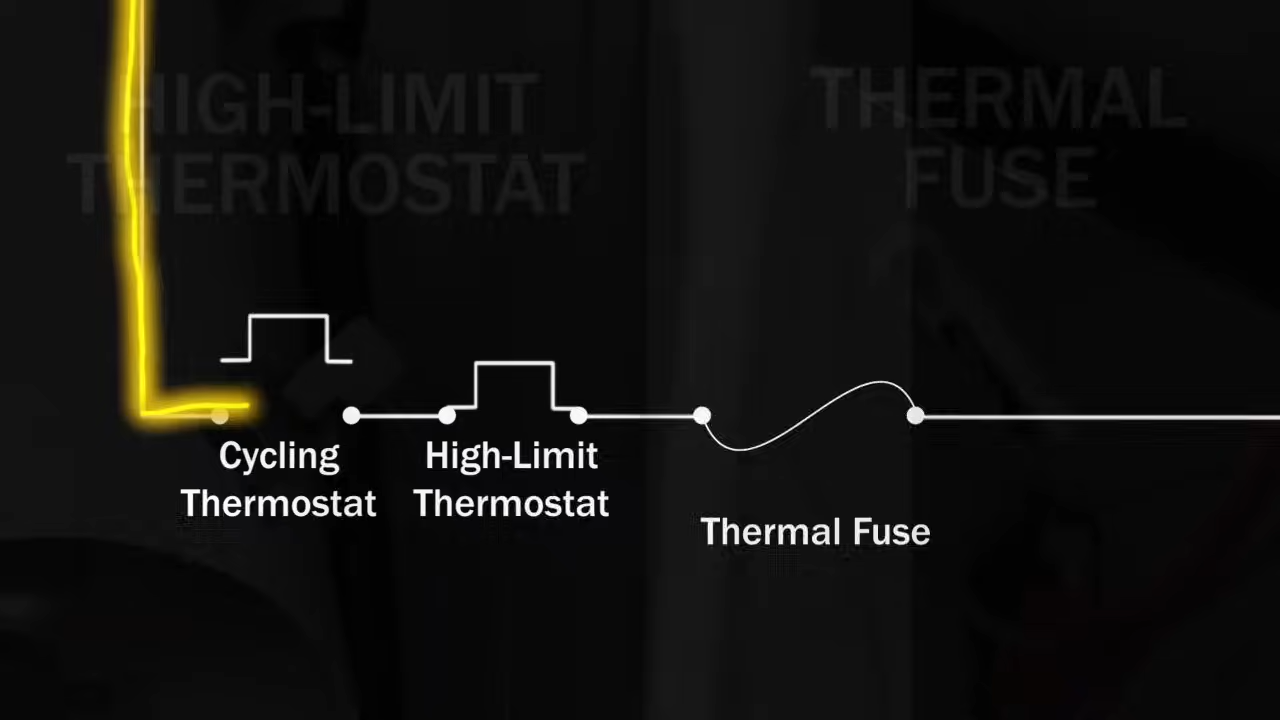 HIGH-LIMIT
THERMOSTAT
THERMAL
FUSE
Cycling
Thermostat
High-Limit
Thermostat
Thermal Fuse